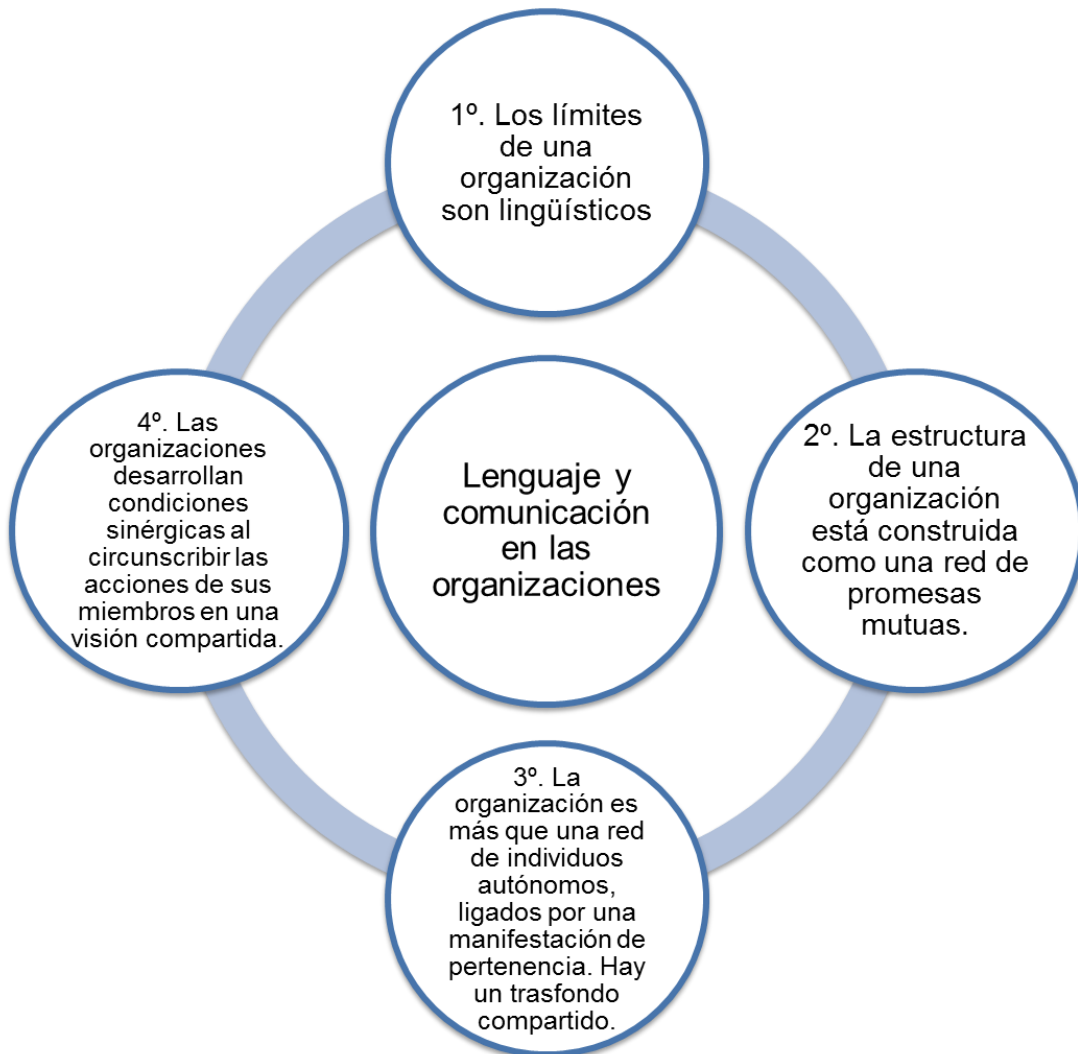 1º. Los límites
de una
organización
son lingüísticos
2º. La estructura
de una
organización
está construida
como una red de
promesas
mutuas.
3º. La
organización es
más que una red
de individuos
autónomos,
ligados por una
manifestación de
pertenencia. Hay
un trasfondo
compartido.
4º. Las
organizaciones
desarrollan
condiciones
sinérgicas al
circunscribir las
acciones de sus
miembros en una
visión compartida.
Lenguaje y
comunicación
en las
organizaciones